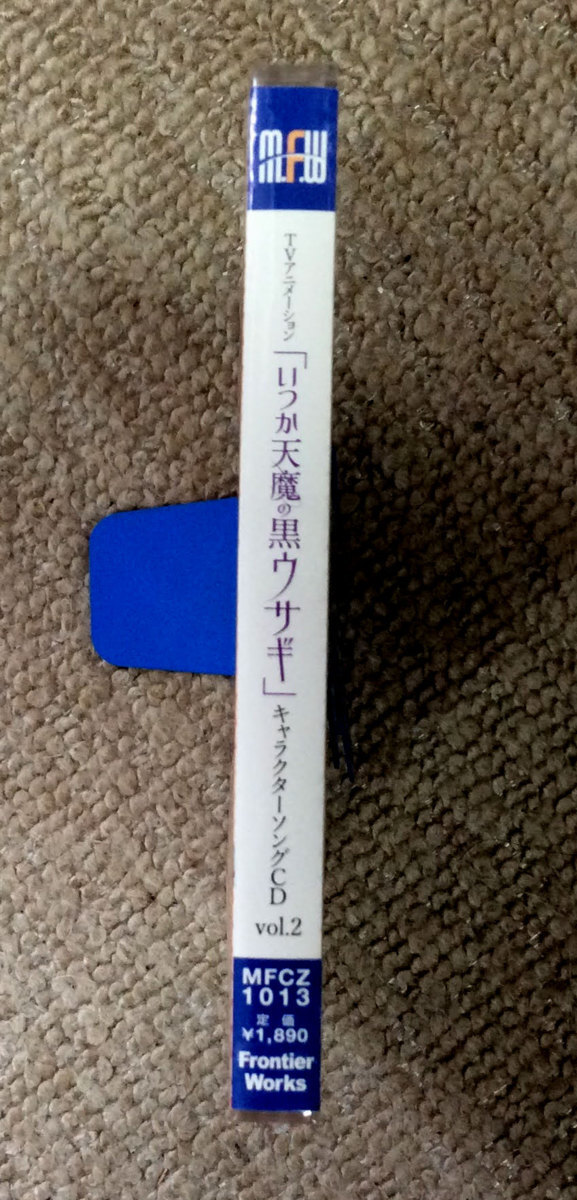 M.F.W
TVアニメーション
「いつか天魔の黒ウサギ」
キャラクターソングCD
vol.2
MFCZ
1013
定価
¥1,890
Frontier
Works